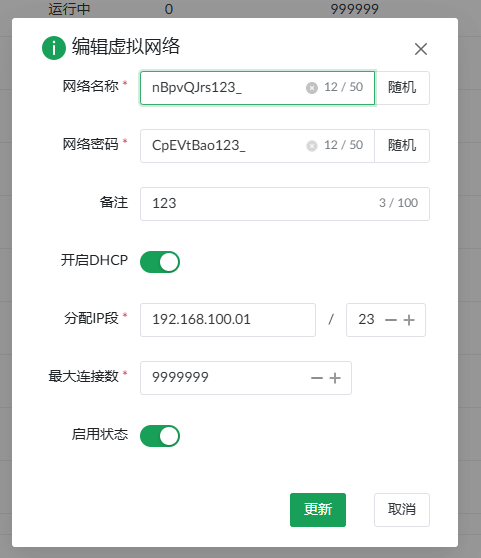 运行中 0 999999
编辑虚拟网络
网络名称 * nBpvQJrs123_ 12 / 50 随机
网络密码 * CpEVtBao123_ 12 / 50 随机
备注 123 3 / 100
开启DHCP
分配IP段 * 192.168.100.01 / 23
最大连接数 * 9999999
启用状态
更新 取消